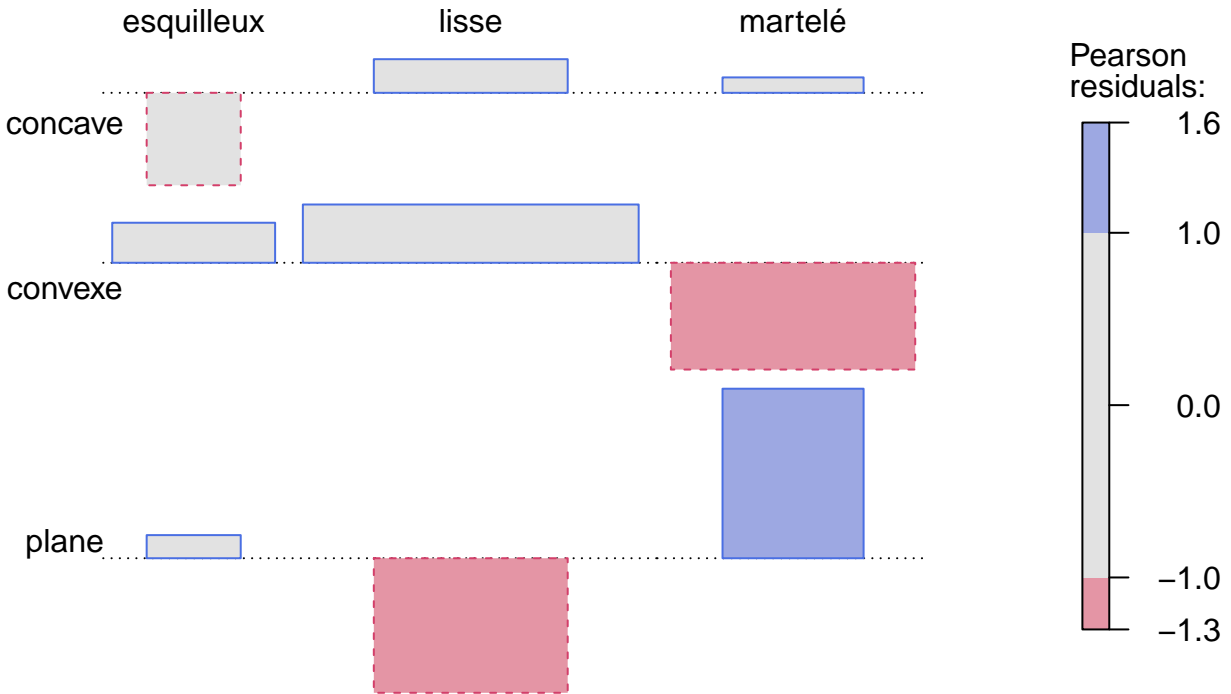 esquilleux lisse martelé
concave
convexe
plane
Pearson
residuals:
1.6
1.0
0.0
−1.0
−1.3